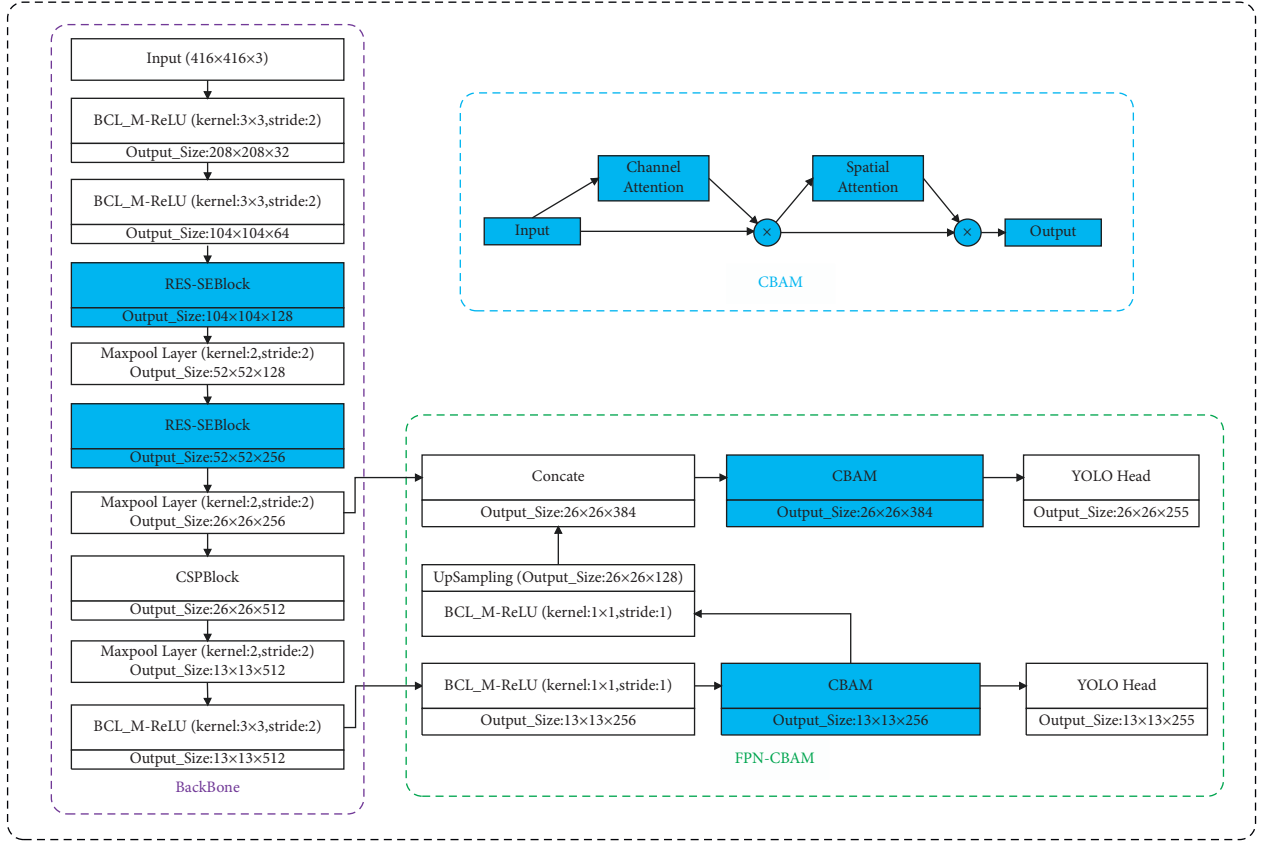 Input (416×416×3)
BCL_M-ReLU (kernel:3×3,stride:2)
Output_Size:208×208×32
BCL_M-ReLU (kernel:3×3,stride:2)
Output_Size:104×104×64
RES-SEBlock
Output_Size:104×104×128
Maxpool Layer (kernel:2,stride:2)
Output_Size:52×52×128
RES-SEBlock
Output_Size:52×52×256
Maxpool Layer (kernel:2,stride:2)
Output_Size:26×26×256
CSPBlock
Output_Size:26×26×512
Maxpool Layer (kernel:2,stride:2)
Output_Size:13×13×512
BCL_M-ReLU (kernel:3×3,stride:2)
Output_Size:13×13×512
BackBone
Channel
Attention
Spatial
Attention
Input
×
×
Output
CBAM
Concate
Output_Size:26×26×384
CBAM
Output_Size:26×26×384
YOLO Head
Output_Size:26×26×255
UpSampling (Output_Size:26×26×128)
BCL_M-ReLU (kernel:1×1,stride:1)
BCL_M-ReLU (kernel:1×1,stride:1)
Output_Size:13×13×256
CBAM
Output_Size:13×13×256
YOLO Head
Output_Size:13×13×255
FPN-CBAM